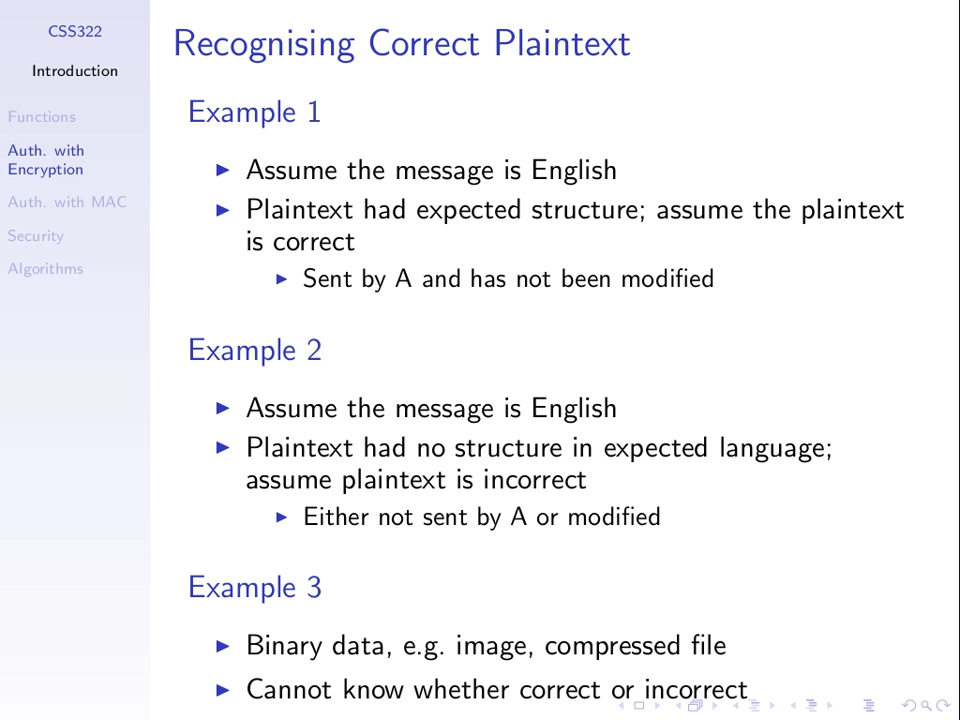 CSS322
Introduction
Functions
Auth. with
Encryption
Auth. with MAC
Security
Algorithms
Recognising Correct Plaintext
Example 1
Assume the message is English
Plaintext had expected structure; assume the plaintext
is correct
Sent by A and has not been modified
Example 2
Assume the message is English
Plaintext had no structure in expected language;
assume plaintext is incorrect
Either not sent by A or modified
Example 3
Binary data, e.g. image, compressed file
Cannot know whether correct or incorrect